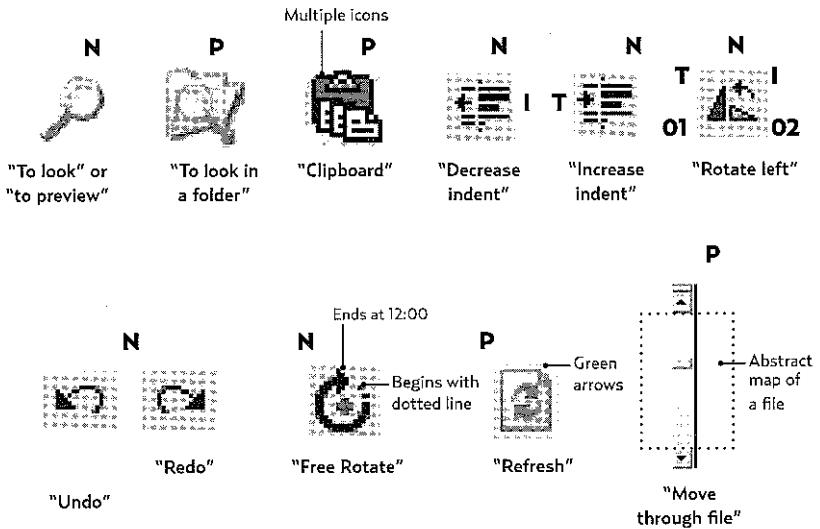 Multiple icons
N P P N N N
T I
I T
01 02
"To look" or
"to preview"
"To look in
a folder"
"Clipboard"
"Decrease
indent"
"Increase
indent"
"Rotate left"
P
Ends at 12:00
N N P
Begins with
dotted line
Green
arrows
Abstract
map of
a file
"Undo"
"Redo"
"Free Rotate"
"Refresh"
"Move
through file"